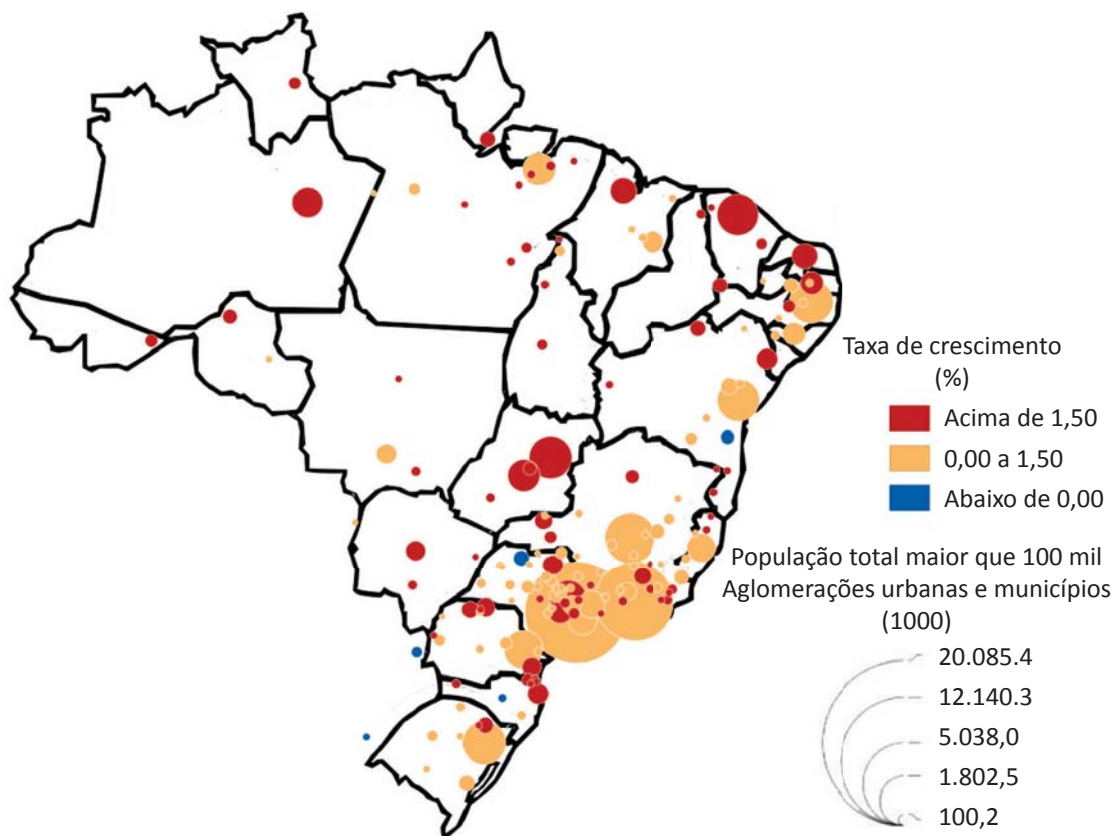 Taxa de crescimento
(%)
Acima de 1,50
0,00 a 1,50
Abaixo de 0,00
População total maior que 100 mil
Aglomerações urbanas e municípios
(1000)
20.085.4
12.140.3
5.038,0
1.802,5
100,2